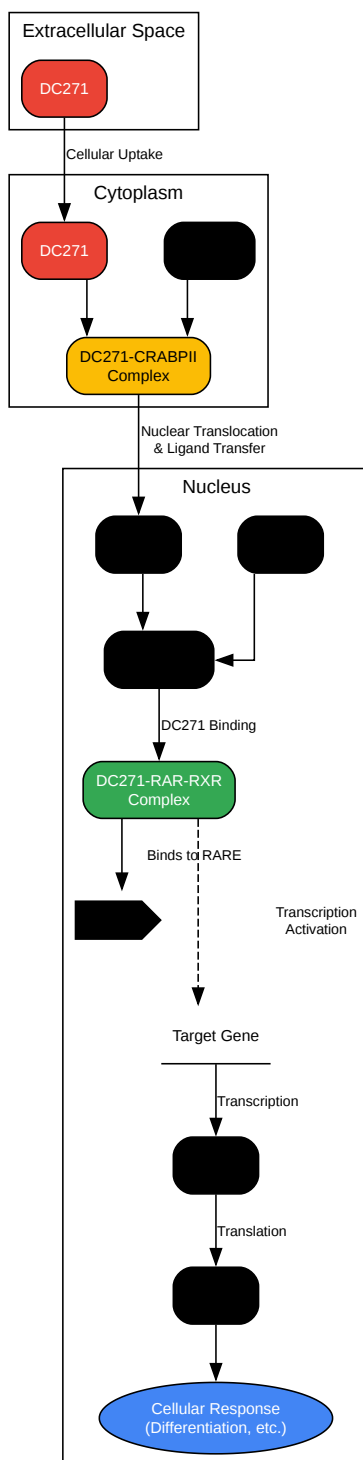 Extracellular Space
DC271
Cellular Uptake
Cytoplasm
DC271
DC271-CRABPII
Complex
Nuclear Translocation
& Ligand Transfer
Nucleus
DC271 Binding
DC271-RAR-RXR
Complex
Binds to RARE
Transcription
Activation
Target Gene
Transcription
Translation
Cellular Response
(Differentiation, etc.)